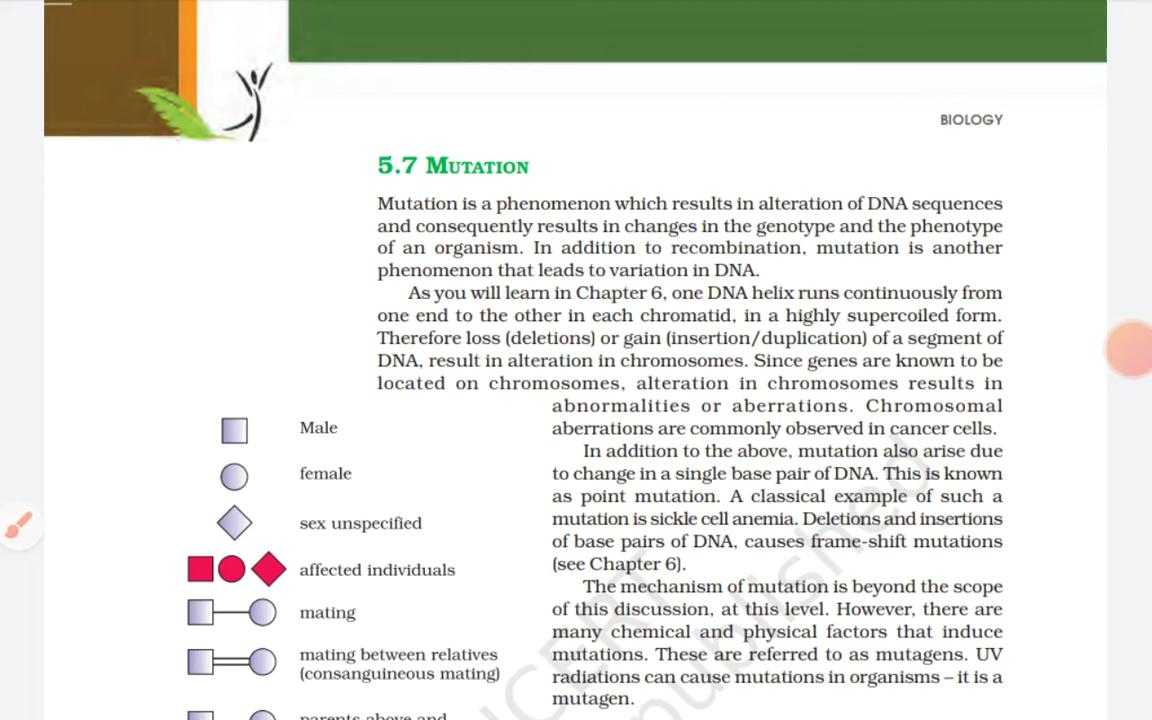 BIOLOGY
5.7 MUTATION
Mutation is a phenomenon which results in alteration of DNA sequences
and consequently results in changes in the genotype and the phenotype
of an organism. In addition to recombination, mutation is another
phenomenon that leads to variation in DNA.
As you will learn in Chapter 6, one DNA helix runs continuously from
one end to the other in each chromatid, in a highly supercoiled form.
Therefore loss (deletions) or gain (insertion/duplication) of a segment of
DNA, result in alteration in chromosomes. Since genes are known to be
located on chromosomes, alteration in chromosomes results in
abnormalities or aberrations. Chromosomal
aberrations are commonly observed in cancer cells.
In addition to the above, mutation also arise due
to change in a single base pair of DNA. This is known
as point mutation. A classical example of such a
mutation is sickle cell anemia. Deletions and insertions
of base pairs of DNA, causes frame-shift mutations
(see Chapter 6).
The mechanism of mutation is beyond the scope
of this discussion, at this level. However, there are
many chemical and physical factors that induce
mutations. These are referred to as mutagens. UV
radiations can cause mutations in organisms – it is a
mutagen.
Male
female
sex unspecified
affected individuals
mating
mating between relatives
(consanguineous mating)
parents above and
NCERT
published